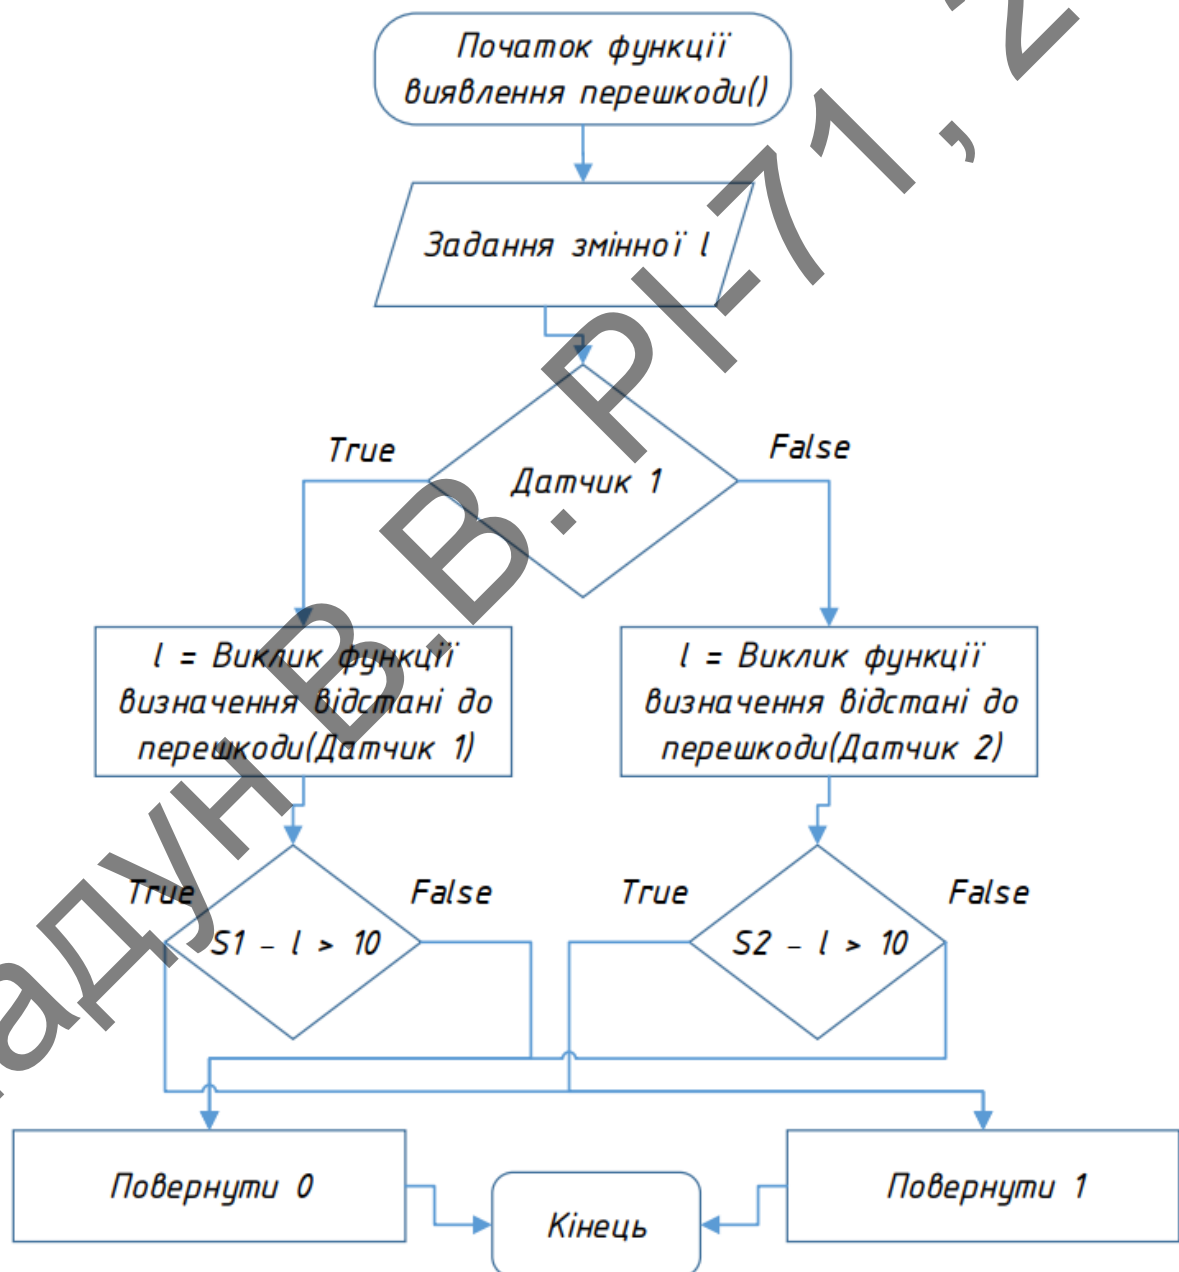 Початок функції
виявлення перешкоди()
Задання змінної l
True
False
Датчик 1
l = Виклик функції
визначення відстані до
перешкоди(Датчик 1)
l = Виклик функції
визначення відстані до
перешкоди(Датчик 2)
True
False
True
False
S1 - l > 10
S2 - l > 10
Повернути 0
Повернути 1
Кінець
В.В. РІ-71,